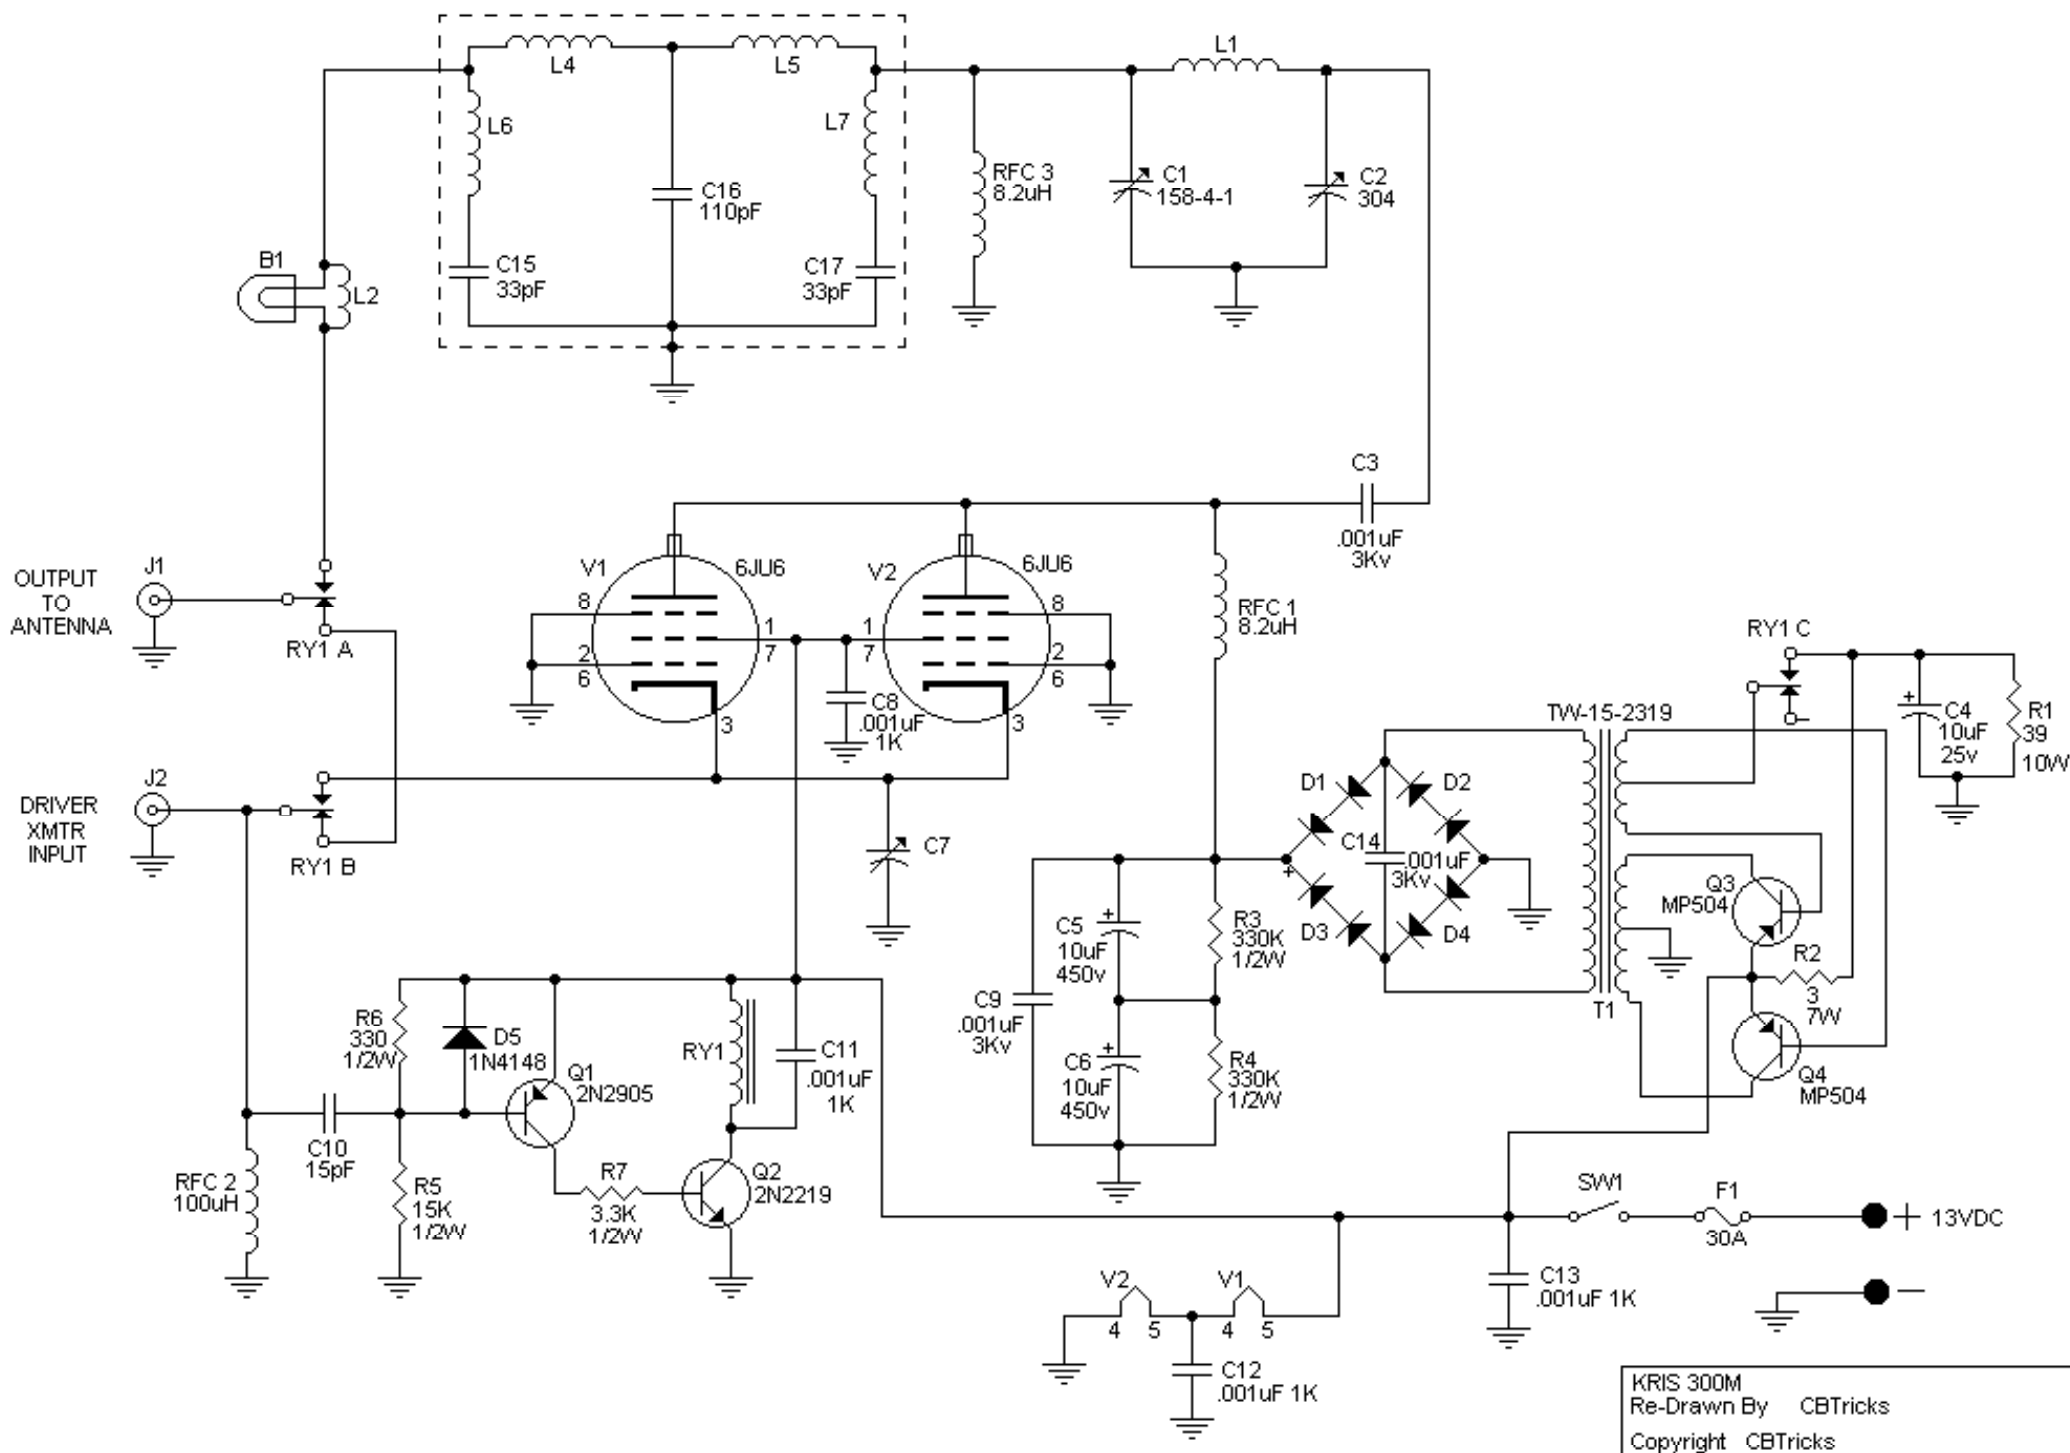 L4
L5
L1
L6
L7
C16
110pF
RFC 3
8.2uH
C1
158-4-1
C2
304
B1
L2
C15
33pF
C17
33pF
C3
.001uF
3Kv
OUTPUT
TO
ANTENNA
J1
RY1 A
V1
6JU6
8
2
6
1
7
3
V2
6JU6
1
7
8
2
6
3
C8
.001uF
1K
RFC 1
8.2uH
RY1 C
TW-15-2319
+
C4
10uF
25v
R1
39
10W
DRIVER
XMTR
INPUT
J2
RY1 B
C7
D1
D2
C14
.001uF
3Kv
+
D3
D4
Q3
MP504
R2
3
7W
T1
Q4
MP504
+
C5
10uF
450v
R3
330K
1/2W
C9
.001uF
3Kv
+
C6
10uF
450v
R4
330K
1/2W
R6
330
1/2W
D5
1N4148
Q1
2N2905
RY1
C11
.001uF
1K
C10
15pF
RFC 2
100uH
R5
15K
1/2W
R7
3.3K
1/2W
Q2
2N2219
SW1
F1
30A
+ 13VDC
C13
.001uF 1K
−
V2
V1
4
5
4
5
C12
.001uF 1K
KRIS 300M
Re-Drawn By CBTricks
Copyright CBTricks